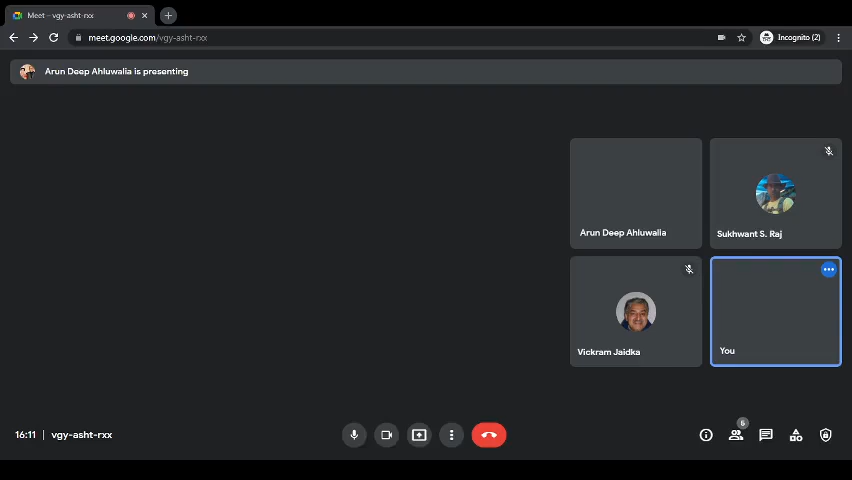 Meet – vgy-asht-rxx
meet.google.com/vgy-asht-rxx
Incognito (2)
Arun Deep Ahluwalia is presenting
Arun Deep Ahluwalia
Sukhwant S. Raj
Vickram Jaidka
You
16:11 | vgy-asht-rxx